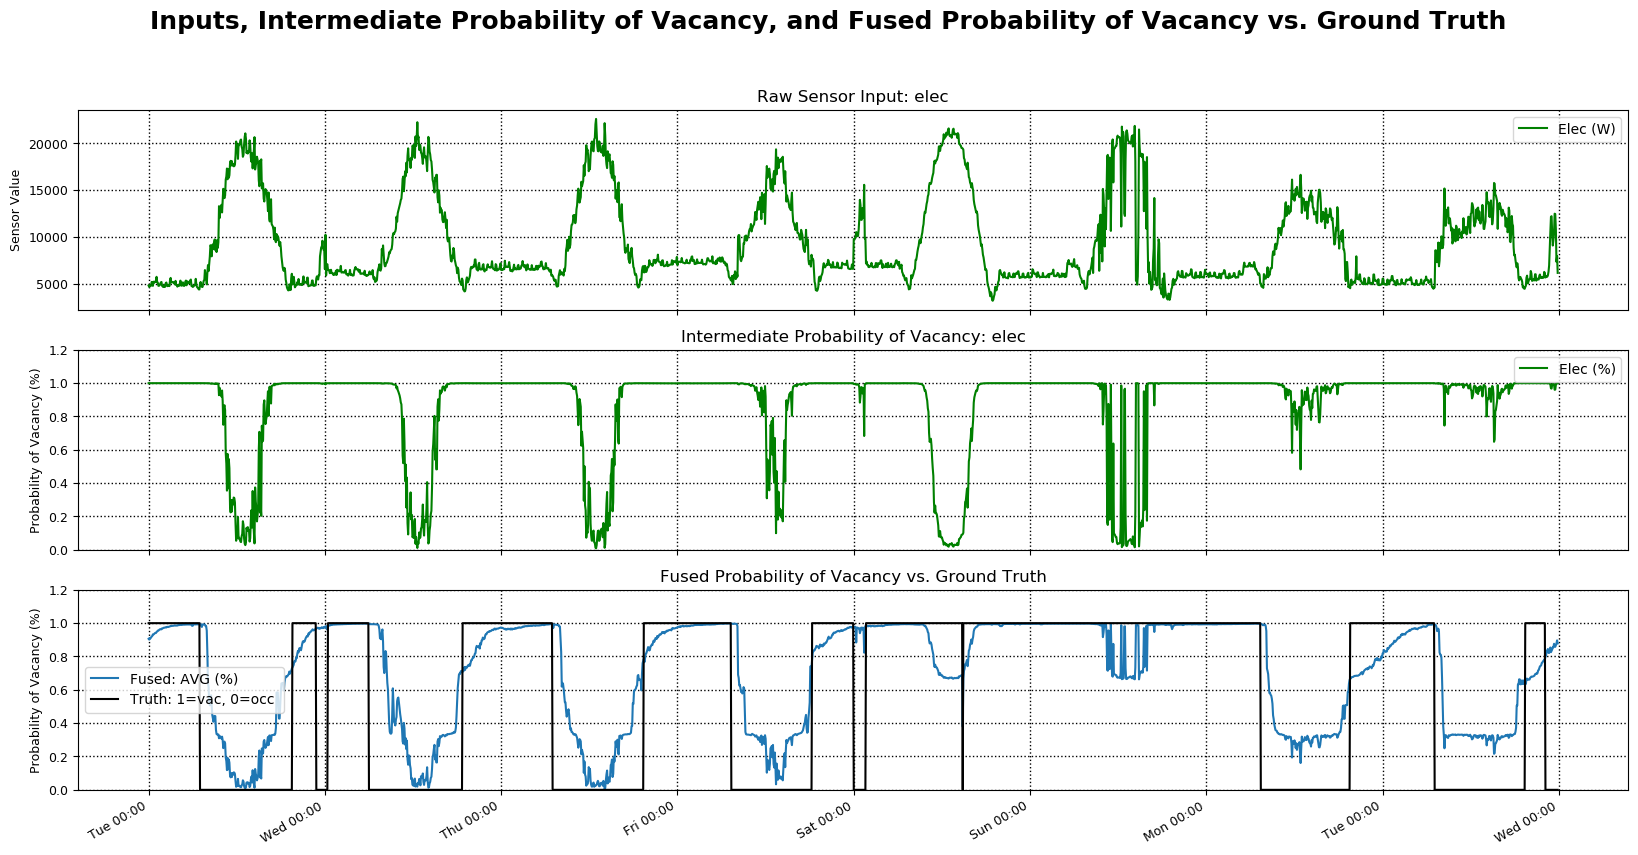 Inputs, Intermediate Probability of Vacancy, and Fused Probability of Vacancy vs. Ground Truth
Raw Sensor Input: elec
Sensor Value
20000
15000
10000
5000
Elec (W)
Intermediate Probability of Vacancy: elec
Probability of Vacancy (%)
1.2
1.0
0.8
0.6
0.4
0.2
0.0
Elec (%)
Fused Probability of Vacancy vs. Ground Truth
Probability of Vacancy (%)
1.2
1.0
0.8
0.6
0.4
0.2
0.0
Fused: AVG (%)
Truth: 1=vac, 0=occ
Tue 00:00
Wed 00:00
Thu 00:00
Fri 00:00
Sat 00:00
Sun 00:00
Mon 00:00
Tue 00:00
Wed 00:00